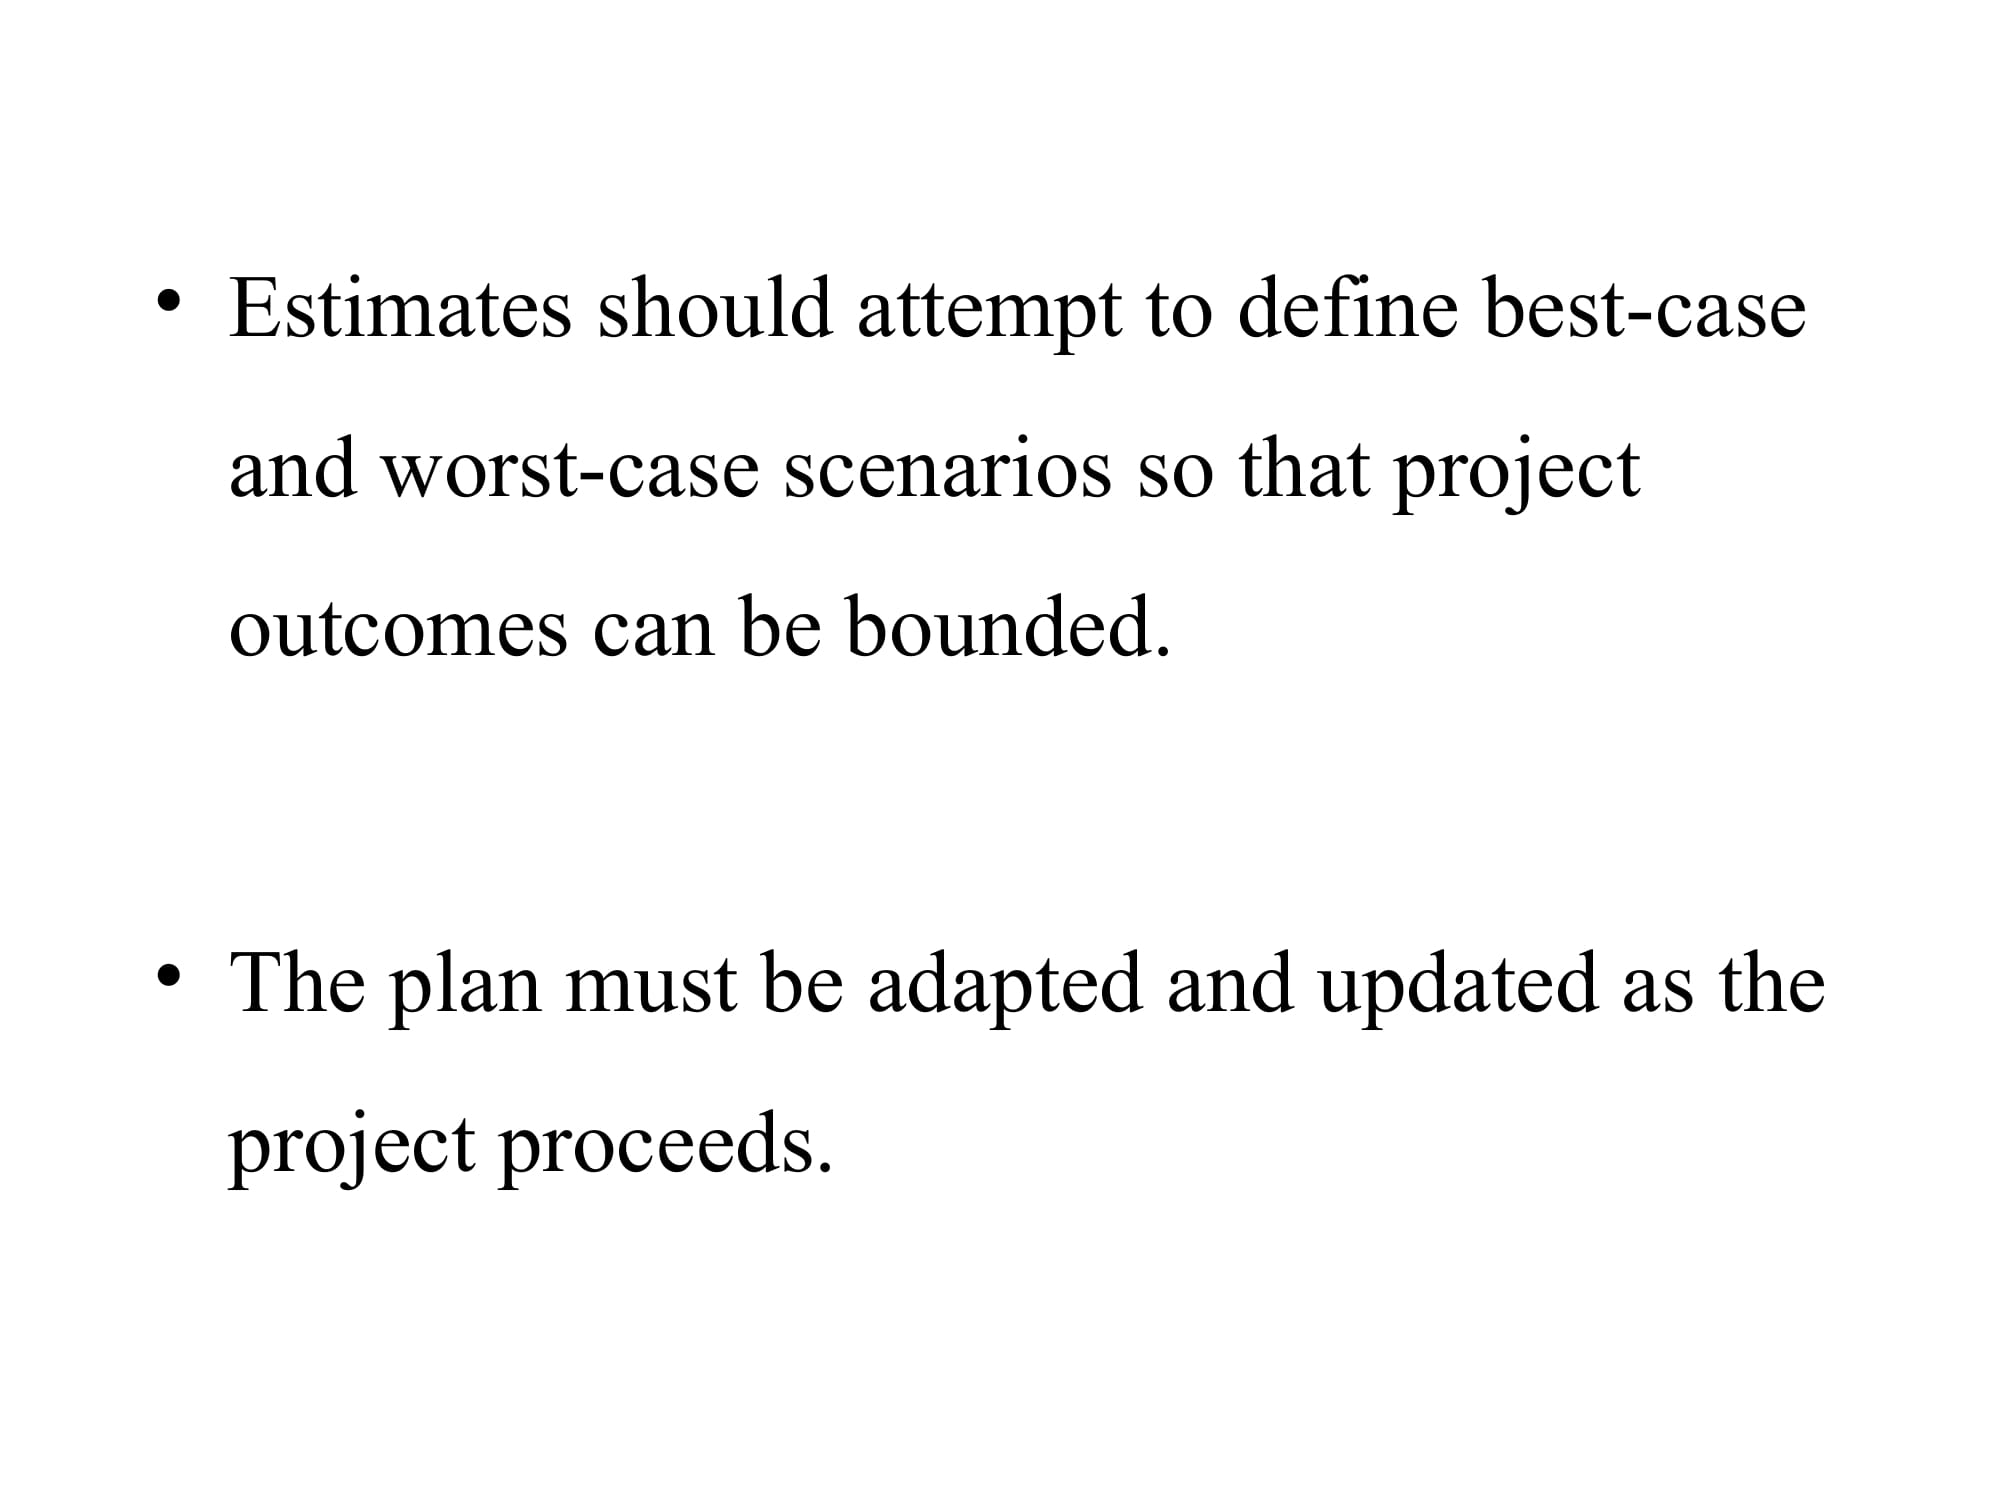 • Estimates should attempt to define best-case
and worst-case scenarios so that project
outcomes can be bounded.
• The plan must be adapted and updated as the
project proceeds.